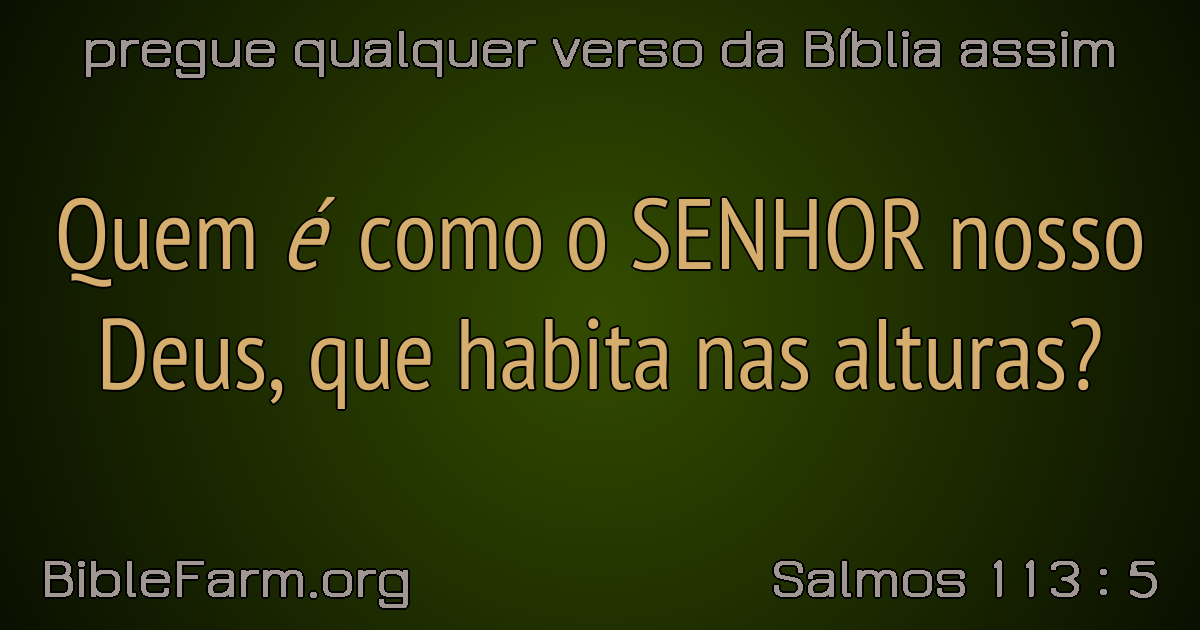 pregue qualquer verso da Bíblia assim
Quem é como o SENHOR nosso
Deus, que habita nas alturas?
BibleFarm.org
Salmos 113 : 5